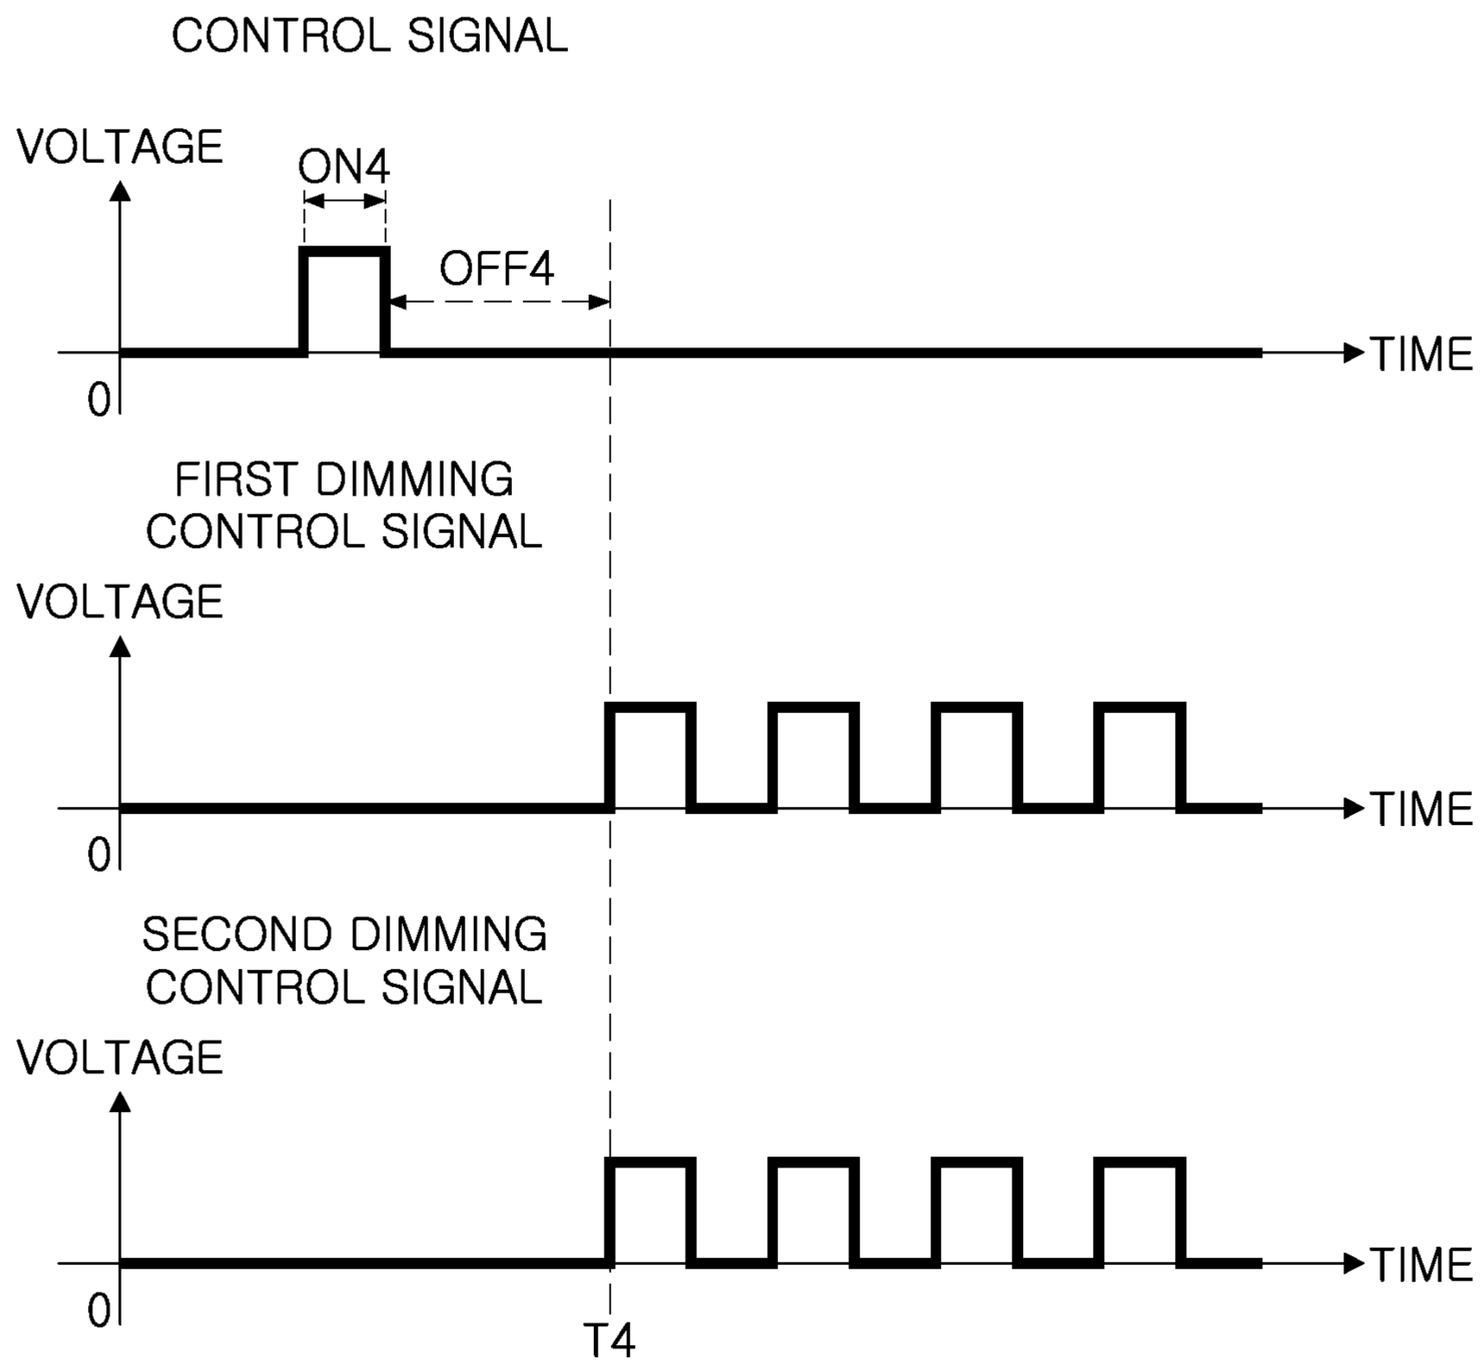 CONTROL SIGNAL
VOLTAGE
ON4
OFF4
TIME
0
FIRST DIMMING
CONTROL SIGNAL
VOLTAGE
TIME
0
SECOND DIMMING
CONTROL SIGNAL
VOLTAGE
TIME
0
T4